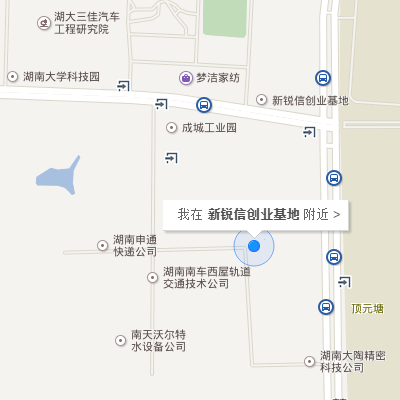 湖大三佳汽车
工程研究院
湖南大学科技园
梦洁家纺
新锐信创业基地
成城工业园
我在 新锐信创业基地 附近 >
湖南申通
快递公司
湖南南车西屋轨道
交通技术公司
顶元塘
南天沃尔特
水设备公司
湖南大陶精密
科技公司